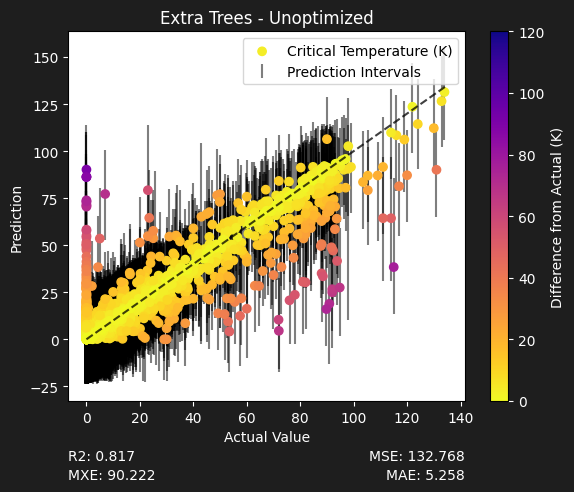 Extra Trees - Unoptimized
Critical Temperature (K)
Prediction Intervals
Prediction
150
125
100
75
50
25
0
−25
0
20
40
60
80
100
120
140
Actual Value
120
100
80
60
40
20
0
Difference from Actual (K)
R2: 0.817
MSE: 132.768
MXE: 90.222
MAE: 5.258